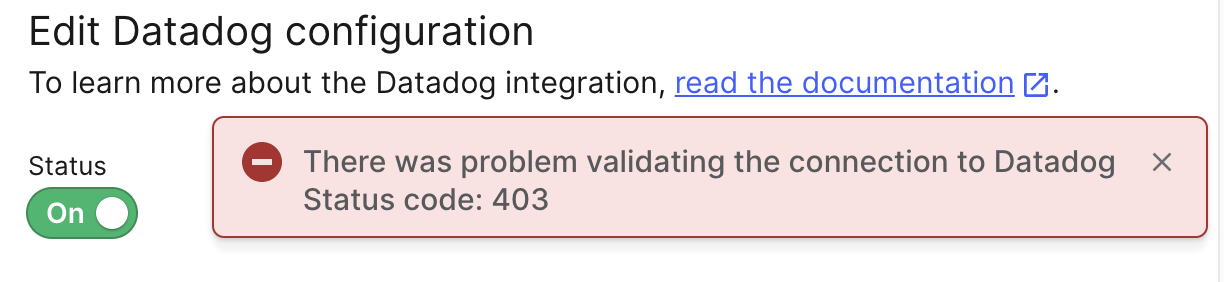 Edit Datadog configuration
To learn more about the Datadog integration, read the documentation.
There was problem validating the connection to Datadog
Status code: 403
Status
On